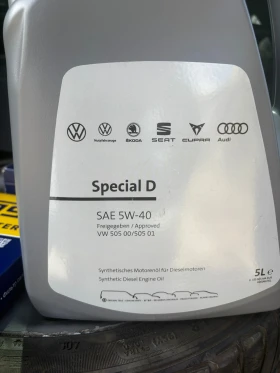 Nutzfahrzeuge ŠKODA SEAT CUPRA Audi
Special D
SAE 5W-40
Freigegeben / Approved
VW 505 00/505 01
Synthetisches Motorenöl für Dieselmotoren
Synthetic Diesel Engine Oil
5L e
107